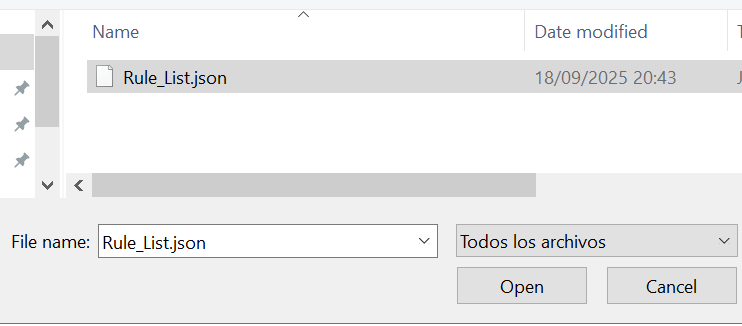 Name Date modified
Rule_List.json 18/09/2025 20:43
File name: Rule_List.json Todos los archivos
Open Cancel